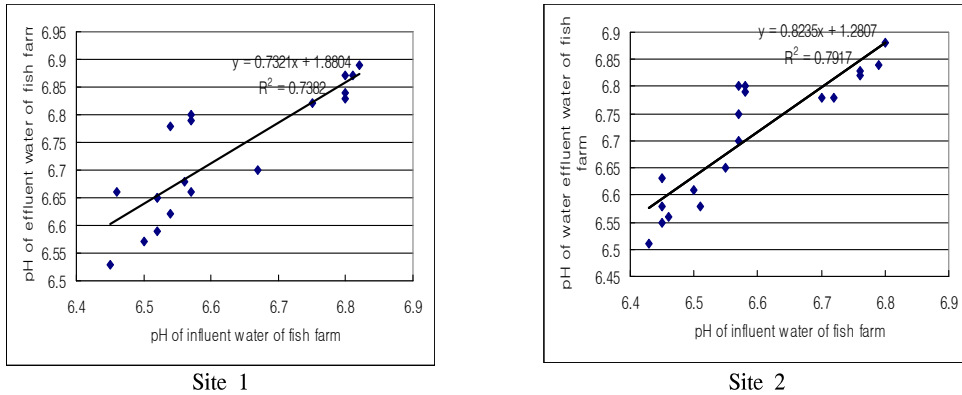 6.95
6.9
6.85
6.8
6.75
6.7
6.65
6.6
6.55
6.5
6.4 6.5 6.6 6.7 6.8 6.9
pH of effluent water of fish farm
pH of influent water of fish farm
y = 0.7321x + 1.8804
R² = 0.7382
Site 1
6.9
6.85
6.8
6.75
6.7
6.65
6.6
6.55
6.5
6.45
6.4 6.5 6.6 6.7 6.8 6.9
pH of water effluent water of fish
farm
pH of influent water of fish farm
y = 0.8235x + 1.2807
R² = 0.7917
Site 2